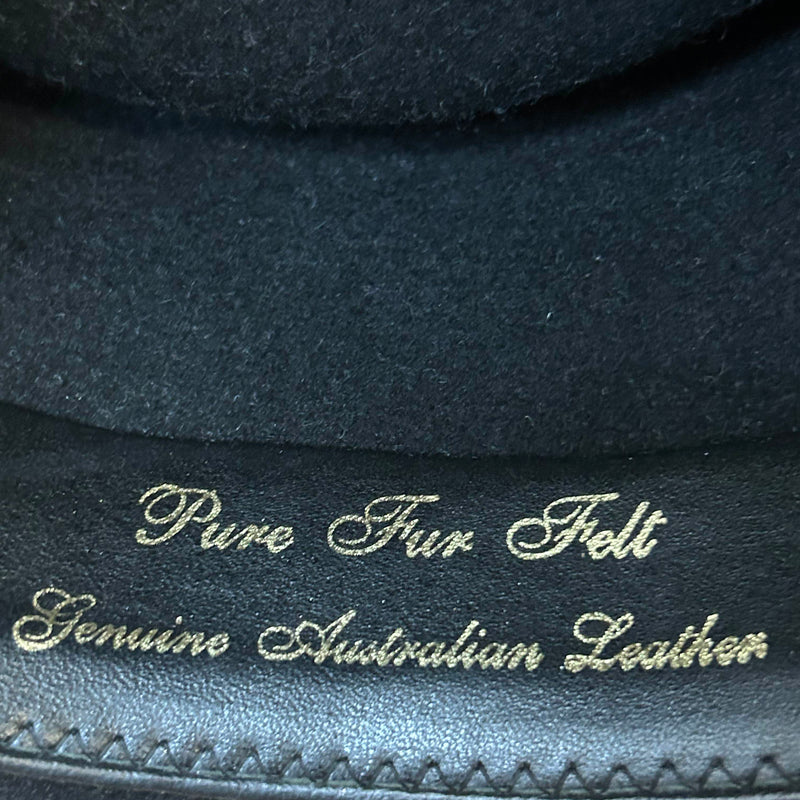 Pure Fur Felt
Genuine Australian Leather